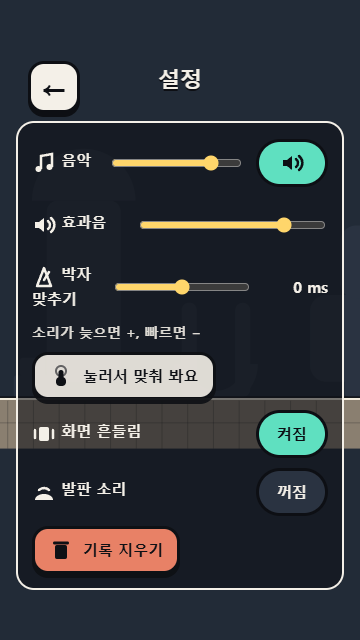 설정
음악
효과음
박자
맞추기
0 ms
소리가 늦으면 +, 빠르면 −
눌러서 맞춰 봐요
화면 흔들림
켜짐
발판 소리
꺼짐
기록 지우기